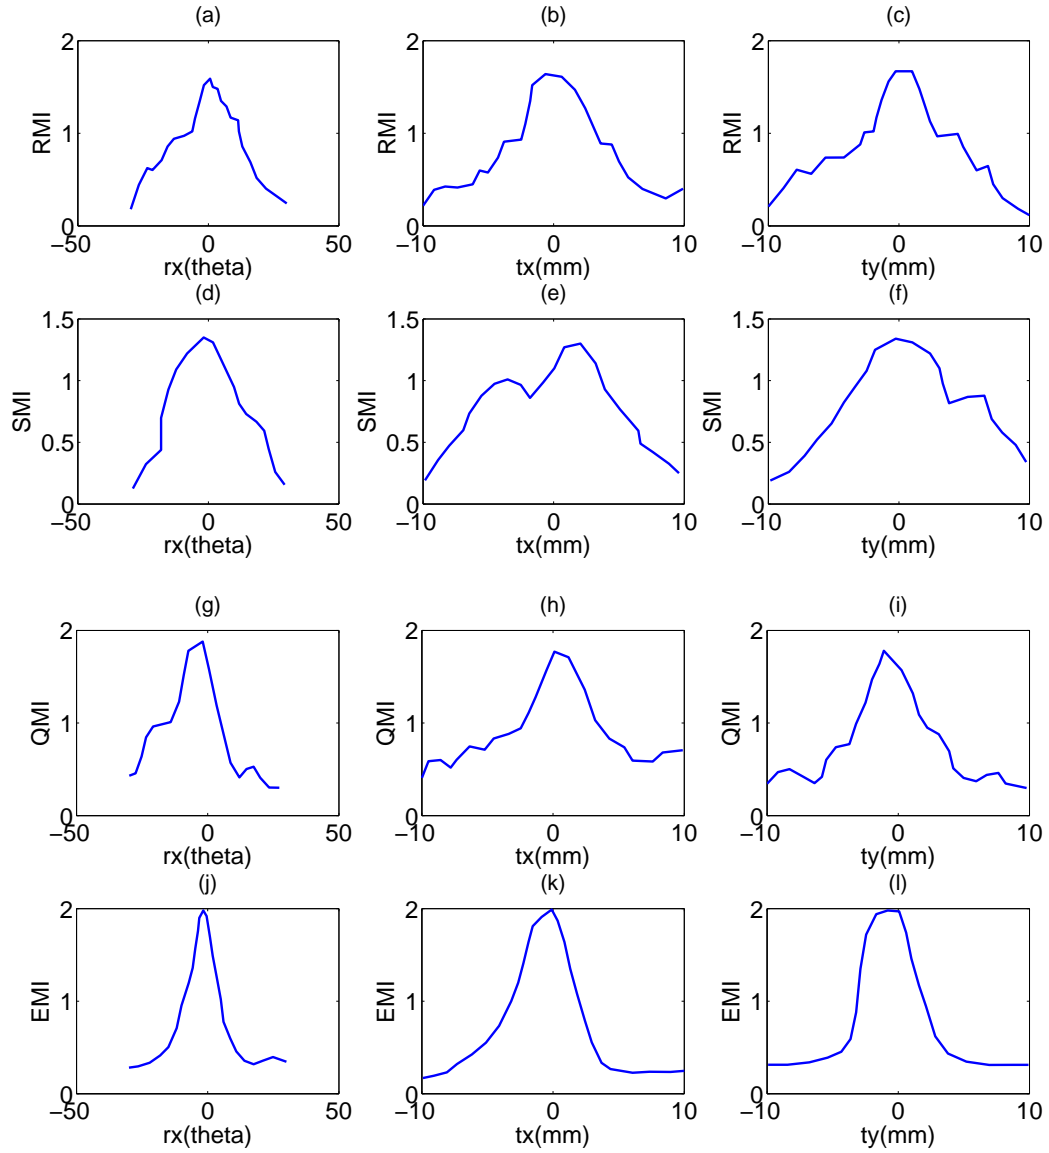 (a)
(b)
(c)
2
1
0
RMI
−50
0
50
rx(theta)
2
1
0
RMI
−10
0
10
tx(mm)
2
1
0
RMI
−10
0
10
ty(mm)
(d)
(e)
(f)
1.5
1
0.5
0
SMI
−50
0
50
rx(theta)
1.5
1
0.5
0
SMI
−10
0
10
tx(mm)
1.5
1
0.5
0
SMI
−10
0
10
ty(mm)
(g)
(h)
(i)
2
1
0
QMI
−50
0
50
rx(theta)
2
1
0
QMI
−10
0
10
tx(mm)
2
1
0
QMI
−10
0
10
ty(mm)
(j)
(k)
(l)
2
1
0
EMI
−50
0
50
rx(theta)
2
1
0
EMI
−10
0
10
tx(mm)
2
1
0
EMI
−10
0
10
ty(mm)